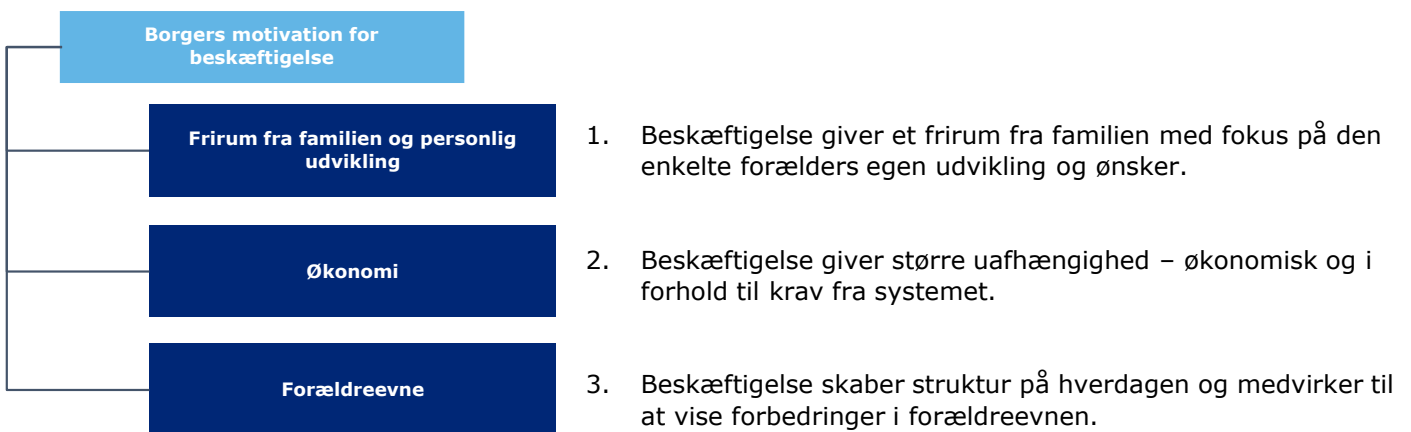 Borgers motivation for
beskæftigelse
Frirum fra familien og personlig
udvikling
1. Beskæftigelse giver et frirum fra familien med fokus på den
enkelte forælders egen udvikling og ønsker.
Økonomi
2. Beskæftigelse giver større uafhængighed – økonomisk og i
forhold til krav fra systemet.
Forældreevne
3. Beskæftigelse skaber struktur på hverdagen og medvirker til
at vise forbedringer i forældreevnen.